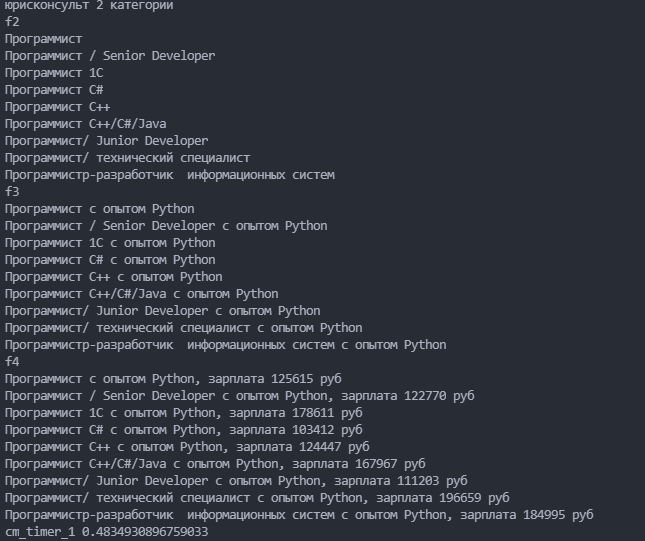 юрисконсульт 2 категории
f2
Программист
Программист / Senior Developer
Программист 1C
Программист C#
Программист C++
Программист C++/C#/Java
Программист/ Junior Developer
Программист/ технический специалист
Программистр-разработчик  информационных систем
f3
Программист с опытом Python
Программист / Senior Developer с опытом Python
Программист 1C с опытом Python
Программист C# с опытом Python
Программист C++ с опытом Python
Программист C++/C#/Java с опытом Python
Программист/ Junior Developer с опытом Python
Программист/ технический специалист с опытом Python
Программистр-разработчик  информационных систем с опытом Python
f4
Программист с опытом Python, зарплата 125615 руб
Программист / Senior Developer с опытом Python, зарплата 122770 руб
Программист 1C с опытом Python, зарплата 178611 руб
Программист C# с опытом Python, зарплата 103412 руб
Программист C++ с опытом Python, зарплата 124447 руб
Программист C++/C#/Java с опытом Python, зарплата 167967 руб
Программист/ Junior Developer с опытом Python, зарплата 111203 руб
Программист/ технический специалист с опытом Python, зарплата 196659 руб
Программистр-разработчик  информационных систем с опытом Python, зарплата 184995 руб
cm_timer_1 0.4834930896759033